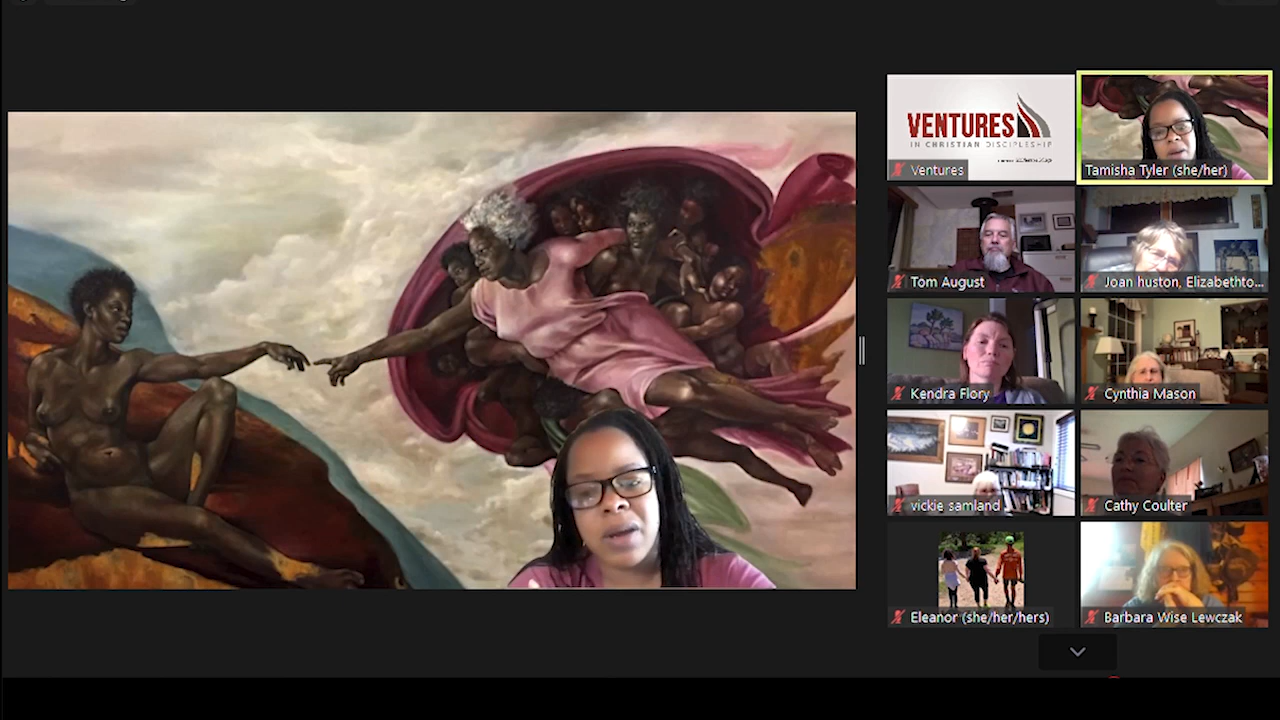 VENTURES
IN CHRISTIAN DISCIPLESHIP
Ventures
Tamisha Tyler (she/her)
Tom August
Joan huston, Elizabethto...
Kendra Flory
Cynthia Mason
vickie samland
Cathy Coulter
Eleanor (she/her/hers)
Barbara Wise Lewczak